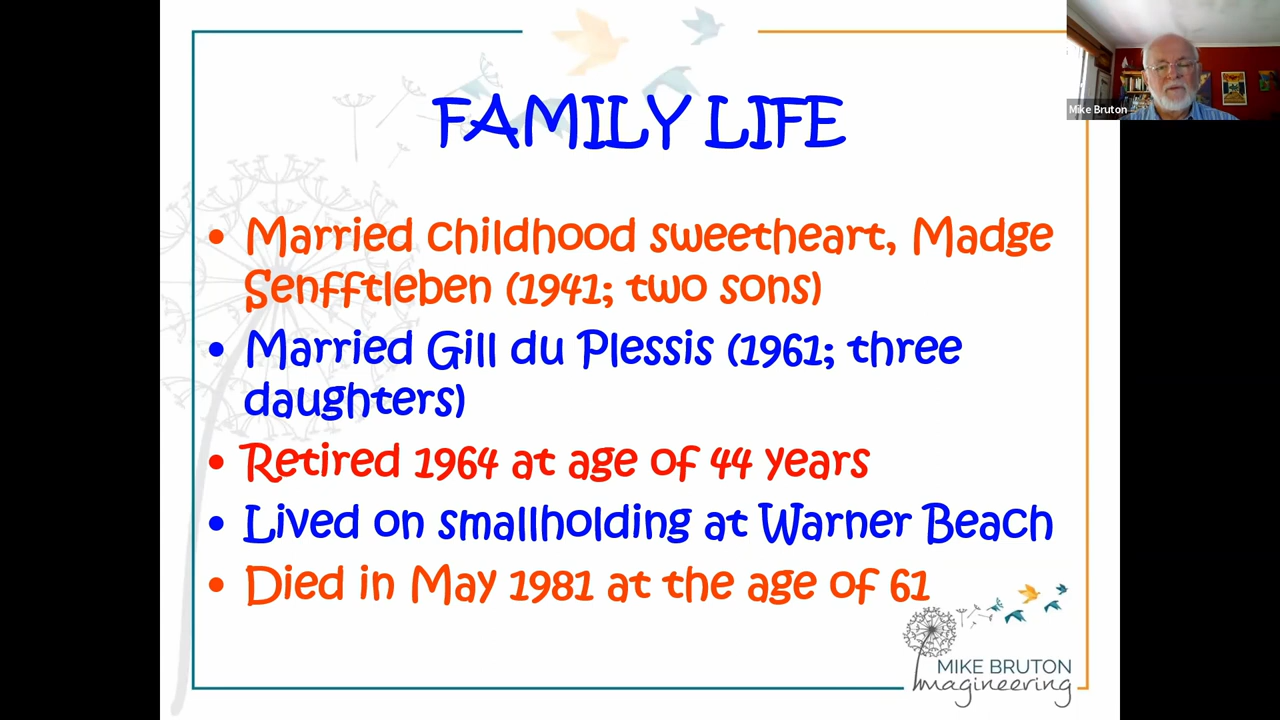 FAMILY LIFE
Mike Bruton
• Married childhood sweetheart, Madge
Senfftleben (1941; two sons)
• Married Gill du Plessis (1961; three
daughters)
• Retired 1964 at age of 44 years
• Lived on smallholding at Warner Beach
• Died in May 1981 at the age of 61
MIKE BRUTON
Imagineering